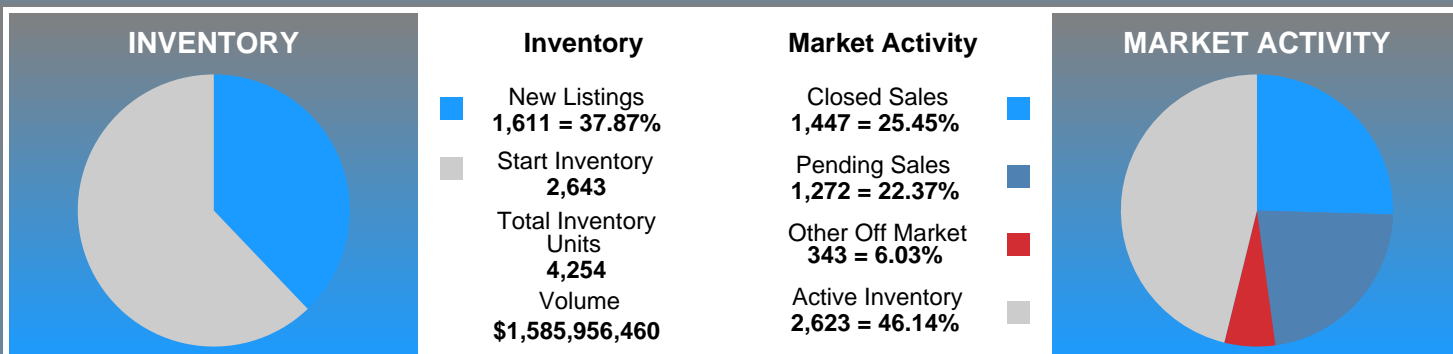 INVENTORY
Inventory
New Listings
1,611 = 37.87%
Start Inventory
2,643
Total Inventory
Units
4,254
Volume
$1,585,956,460
Market Activity
Closed Sales
1,447 = 25.45%
Pending Sales
1,272 = 22.37%
Other Off Market
343 = 6.03%
Active Inventory
2,623 = 46.14%
MARKET ACTIVITY